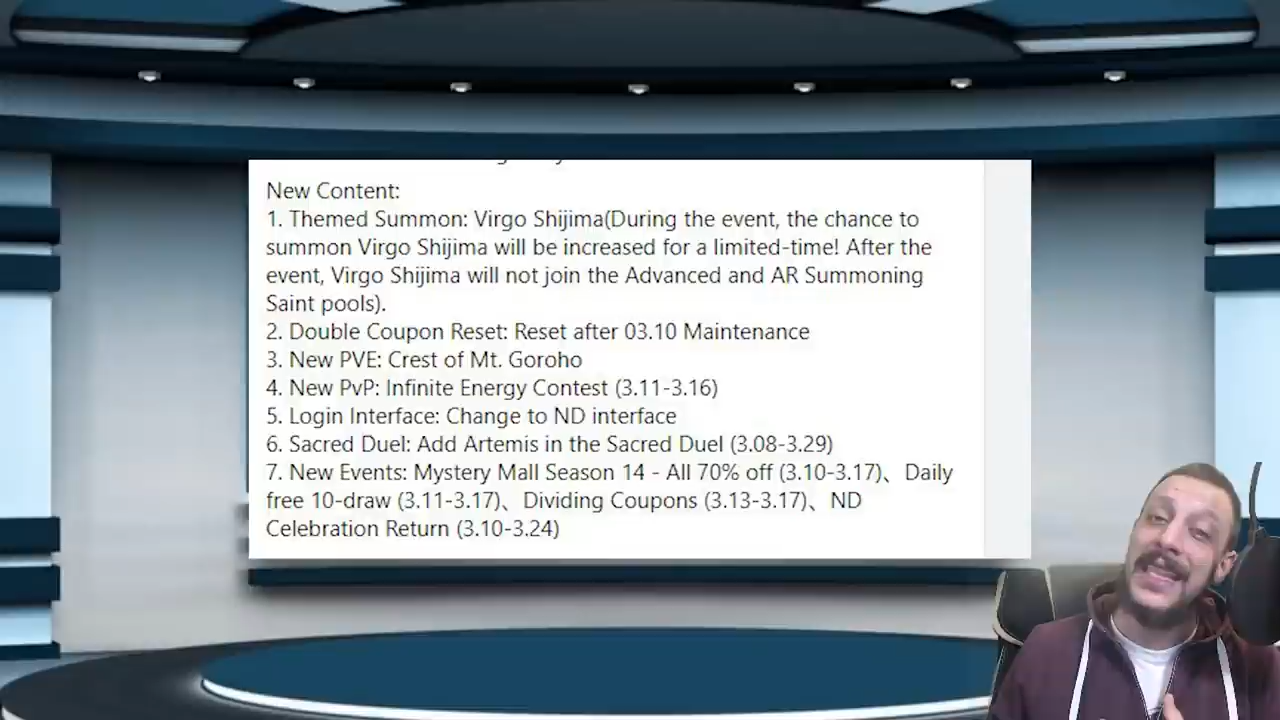 New Content:
1. Themed Summon: Virgo Shijima(During the event, the chance to
summon Virgo Shijima will be increased for a limited-time! After the
event, Virgo Shijima will not join the Advanced and AR Summoning
Saint pools).
2. Double Coupon Reset: Reset after 03.10 Maintenance
3. New PVE: Crest of Mt. Goroho
4. New PvP: Infinite Energy Contest (3.11-3.16)
5. Login Interface: Change to ND interface
6. Sacred Duel: Add Artemis in the Sacred Duel (3.08-3.29)
7. New Events: Mystery Mall Season 14 - All 70% off (3.10-3.17)、Daily
free 10-draw (3.11-3.17)、Dividing Coupons (3.13-3.17)、ND
Celebration Return (3.10-3.24)